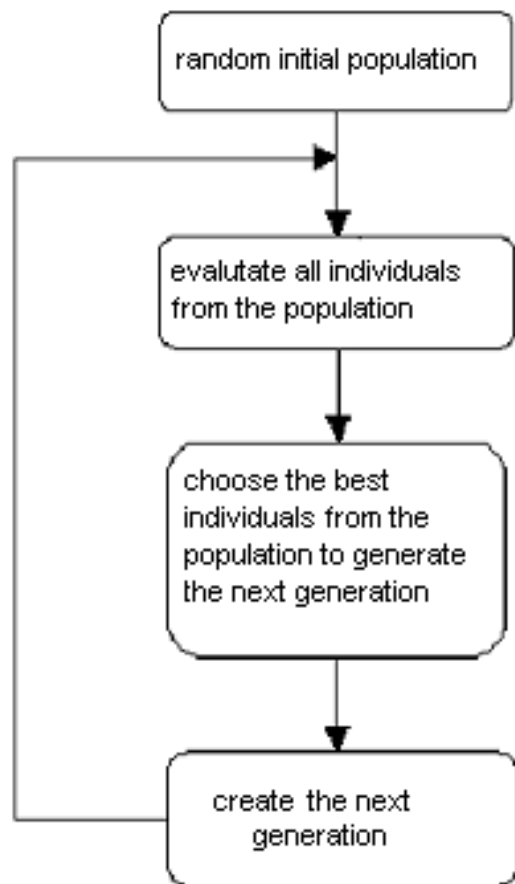 random initial population
evalutate all individuals
from the population
choose the best
individuals from the
population to generate
the next generation
create the next
generation